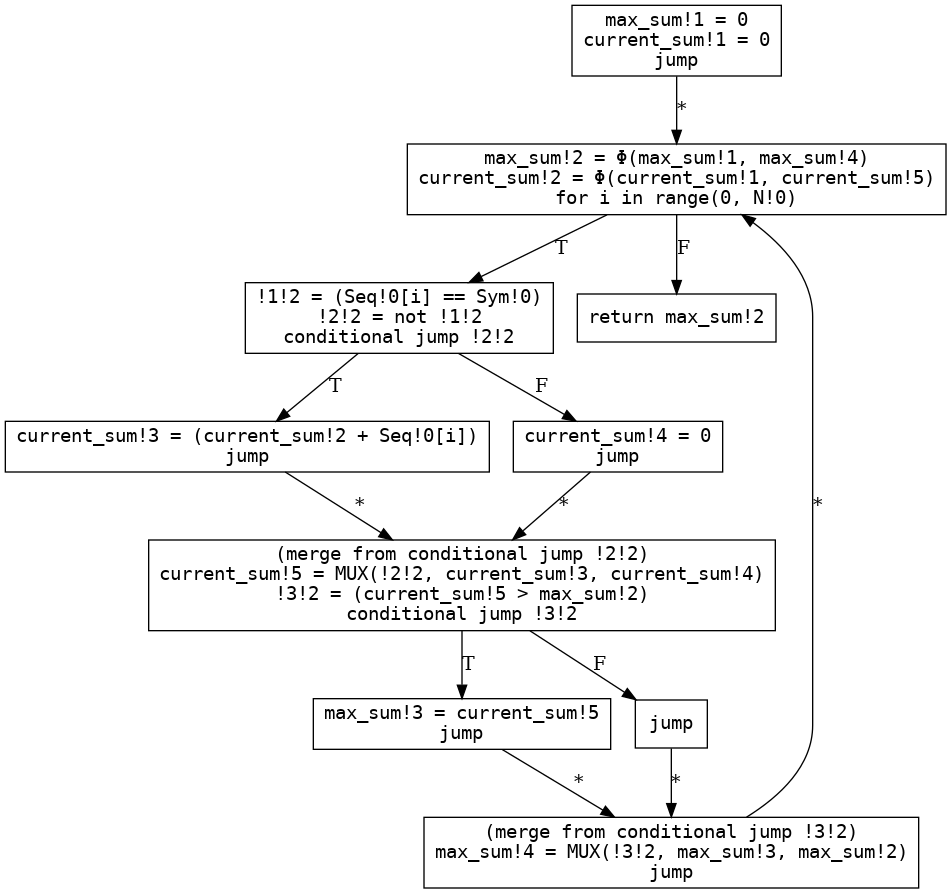 max_sum!1 = 0
current_sum!1 = 0
jump
*
max_sum!2 = Φ(max_sum!1, max_sum!4)
current_sum!2 = Φ(current_sum!1, current_sum!5)
for i in range(0, N!0)
T
F
!1!2 = (Seq!0[i] == Sym!0)
!2!2 = not !1!2
conditional jump !2!2
return max_sum!2
T
F
current_sum!3 = (current_sum!2 + Seq!0[i])
jump
current_sum!4 = 0
jump
*
*
*
(merge from conditional jump !2!2)
current_sum!5 = MUX(!2!2, current_sum!3, current_sum!4)
!3!2 = (current_sum!5 > max_sum!2)
conditional jump !3!2
T
F
max_sum!3 = current_sum!5
jump
jump
*
*
(merge from conditional jump !3!2)
max_sum!4 = MUX(!3!2, max_sum!3, max_sum!2)
jump